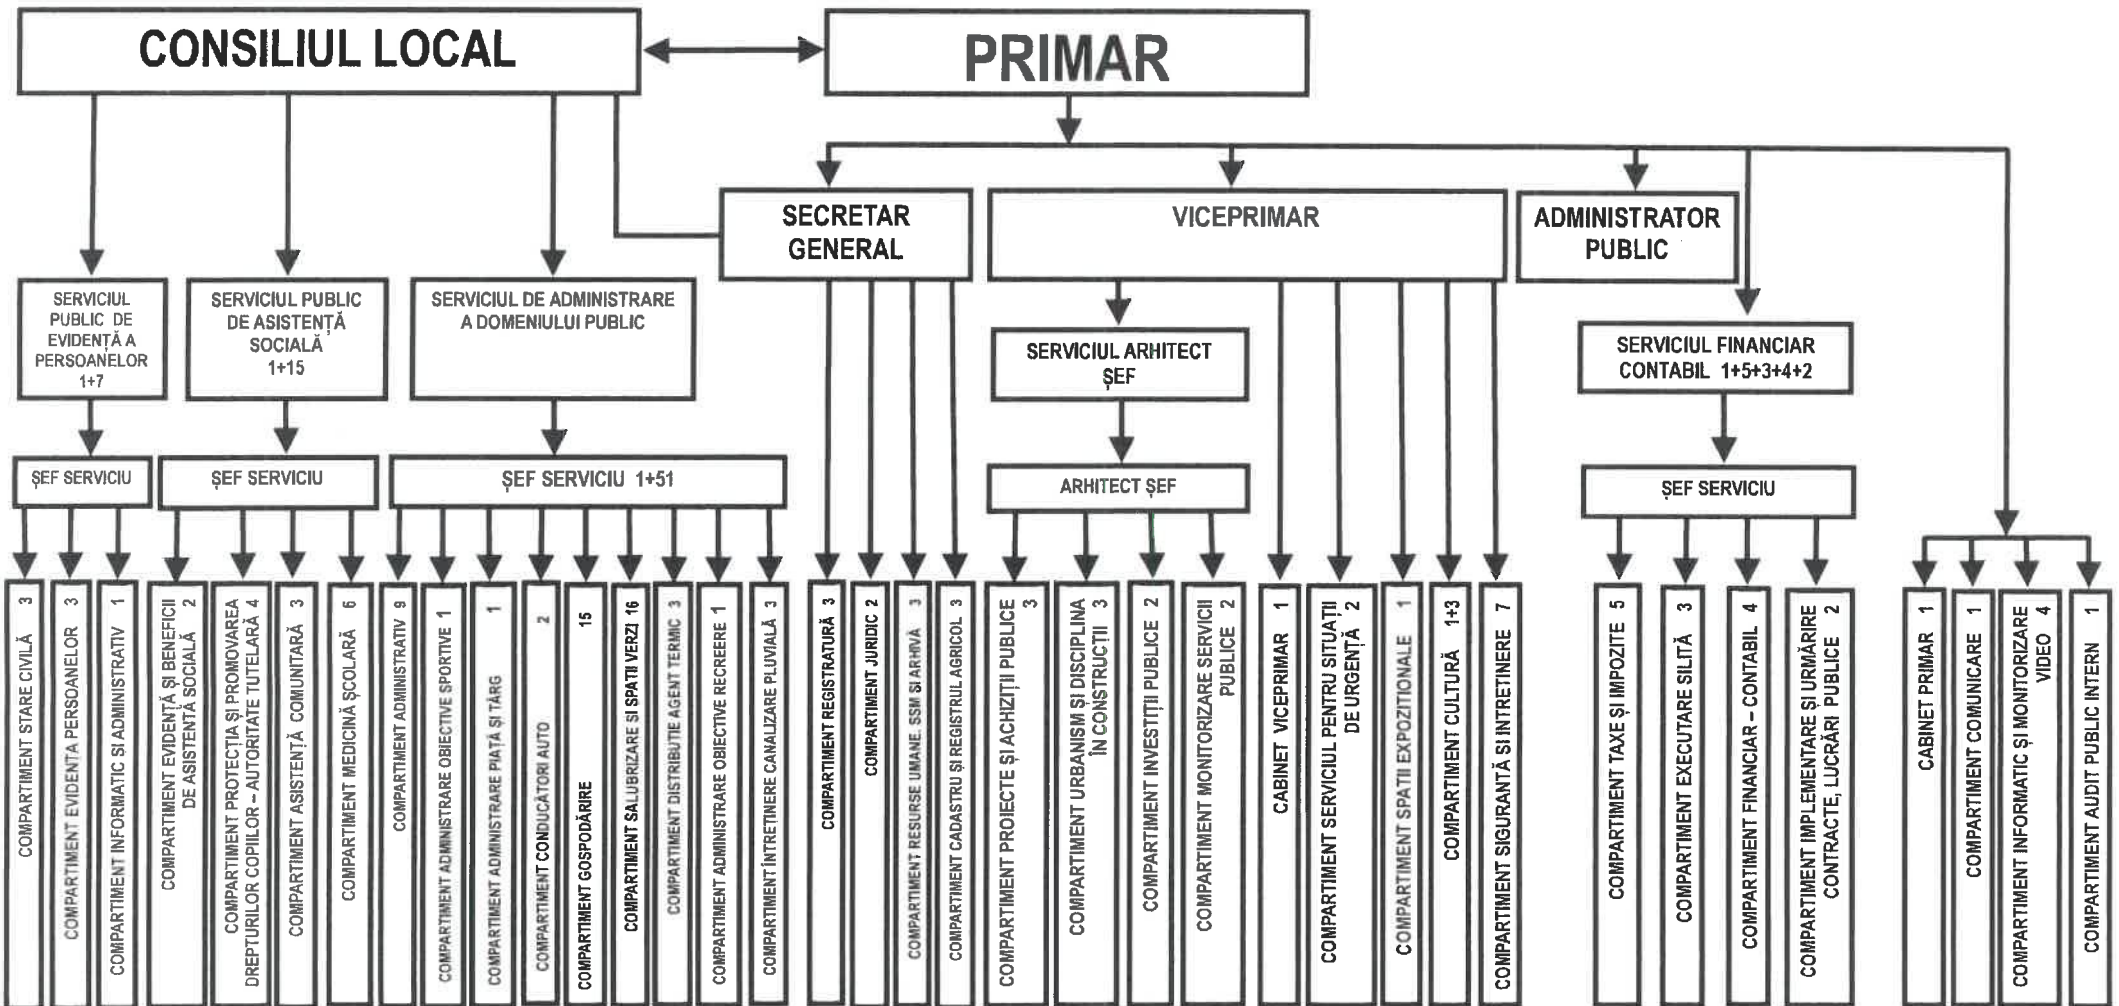 CONSILIUL LOCAL
PRIMAR
SECRETAR
GENERAL
VICEPRIMAR
ADMINISTRATOR
PUBLIC
SERVICIUL
PUBLIC DE
EVIDENȚĂ A
PERSOANELOR
1+7
SERVICIUL PUBLIC
DE ASISTENȚĂ
SOCIALĂ
1+15
SERVICIUL DE ADMINISTRARE
A DOMENIULUI PUBLIC
SERVICIUL ARHITECT
ȘEF
SERVICIUL FINANCIAR
CONTABIL 1+5+3+4+2
ȘEF SERVICIU
ȘEF SERVICIU
ȘEF SERVICIU 1+51
ARHITECT ȘEF
ȘEF SERVICIU
COMPARTIMENT STARE CIVILĂ 3
COMPARTIMENT EVIDENȚA PERSOANELOR 3
COMPARTIMENT INFORMATIC SI ADMINISTRATIV 1
COMPARTIMENT EVIDENȚĂ ȘI BENEFICII
DE ASISTENȚĂ SOCIALĂ 2
COMPARTIMENT PROTECȚIA ȘI PROMOVAREA
DREPTURILOR COPIILOR – AUTORITATE TUTELARĂ 4
COMPARTIMENT ASISTENȚĂ COMUNITARĂ 3
COMPARTIMENT MEDICINĂ ȘCOLARĂ 6
COMPARTIMENT ADMINISTRATIV 9
COMPARTIMENT ADMINISTRARE OBIECTIVE SPORTIVE 1
COMPARTIMENT ADMINISTRARE PIAȚĂ ȘI TÂRG 1
COMPARTIMENT CONDUCĂTORI AUTO 2
COMPARTIMENT GOSPODĂRIRE 15
COMPARTIMENT SALUBRIZARE SI SPATII VERZI 16
COMPARTIMENT DISTRIBUTIE AGENT TERMIC 3
COMPARTIMENT ADMINISTRARE OBIECTIVE RECREERE 1
COMPARTIMENT ÎNTREȚINERE CANALIZARE PLUVIALĂ 3
COMPARTIMENT REGISTRATURĂ 3
COMPARTIMENT JURIDIC 2
COMPARTIMENT RESURSE UMANE, SSM SI ARHIVĂ 3
COMPARTIMENT CADASTRU ȘI REGISTRUL AGRICOL 3
COMPARTIMENT PROIECTE ȘI ACHIZIȚII PUBLICE
3
COMPARTIMENT URBANISM ȘI DISCIPLINA
ÎN CONSTRUCȚII 3
COMPARTIMENT INVESTIȚII PUBLICE 2
COMPARTIMENT MONITORIZARE SERVICII
PUBLICE 2
CABINET VICEPRIMAR 1
COMPARTIMENT SERVICIUL PENTRU SITUAȚII
DE URGENȚĂ 2
COMPARTIMENT SPATII EXPOZITIONALE 1
COMPARTIMENT CULTURĂ 1+3
COMPARTIMENT SIGURANTĂ SI INTRETINERE 7
COMPARTIMENT TAXE ȘI IMPOZITE 5
COMPARTIMENT EXECUTARE SILITĂ 3
COMPARTIMENT FINANCIAR – CONTABIL 4
COMPARTIMENT IMPLEMENTARE ȘI URMĂRIRE
CONTRACTE, LUCRĂRI PUBLICE 2
CABINET PRIMAR 1
COMPARTIMENT COMUNICARE 1
COMPARTIMENT INFORMATIC ȘI MONITORIZARE
VIDEO 4
COMPARTIMENT AUDIT PUBLIC INTERN 1